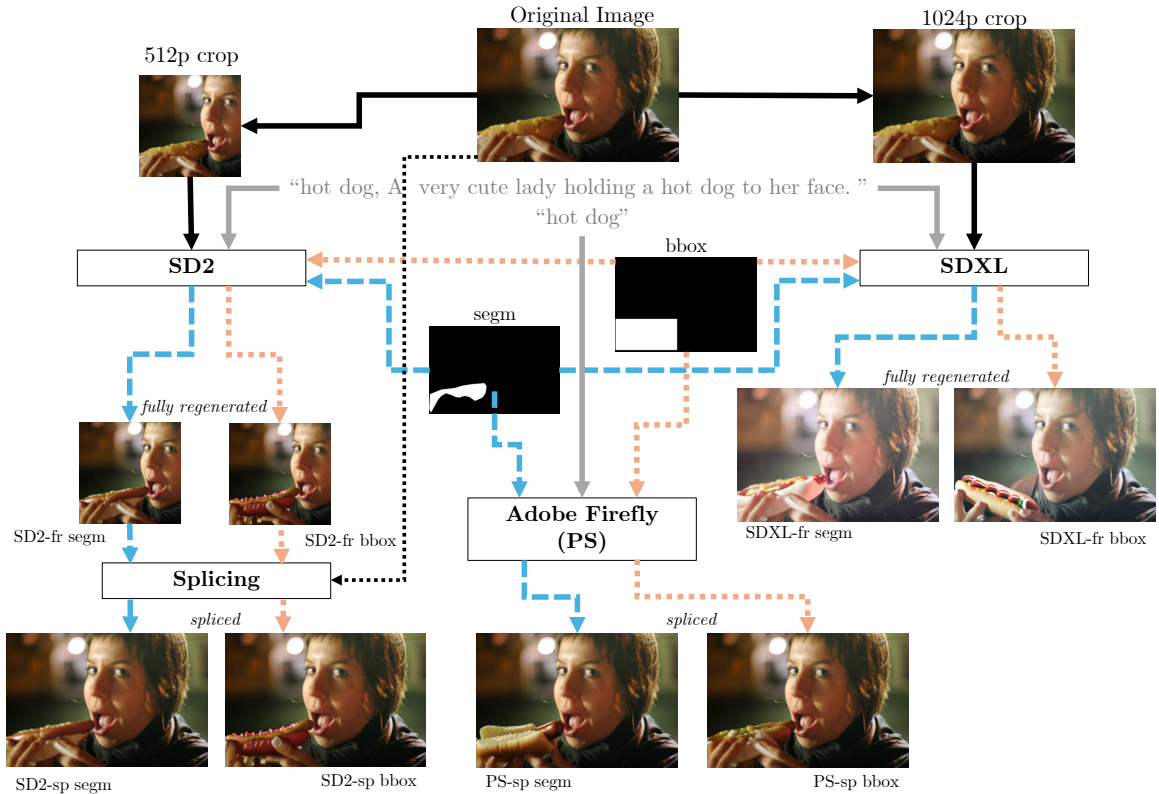 Original Image
1024p crop
512p crop
“hot dog, A very cute lady holding a hot dog to her face. ”
“hot dog”
bbox
SD2
SDXL
segm
fully regenerated
fully regenerated
SD2-fr segm
SD2-fr bbox
Adobe Firefly
(PS)
SDXL-fr segm
SDXL-fr bbox
Splicing
spliced
spliced
SD2-sp segm
SD2-sp bbox
PS-sp segm
PS-sp bbox